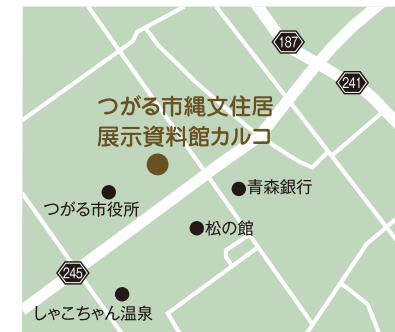 187
241
つがる市縄文住居
展示資料館カルコ
青森銀行
つがる市役所
松の館
245
しゃこちゃん温泉